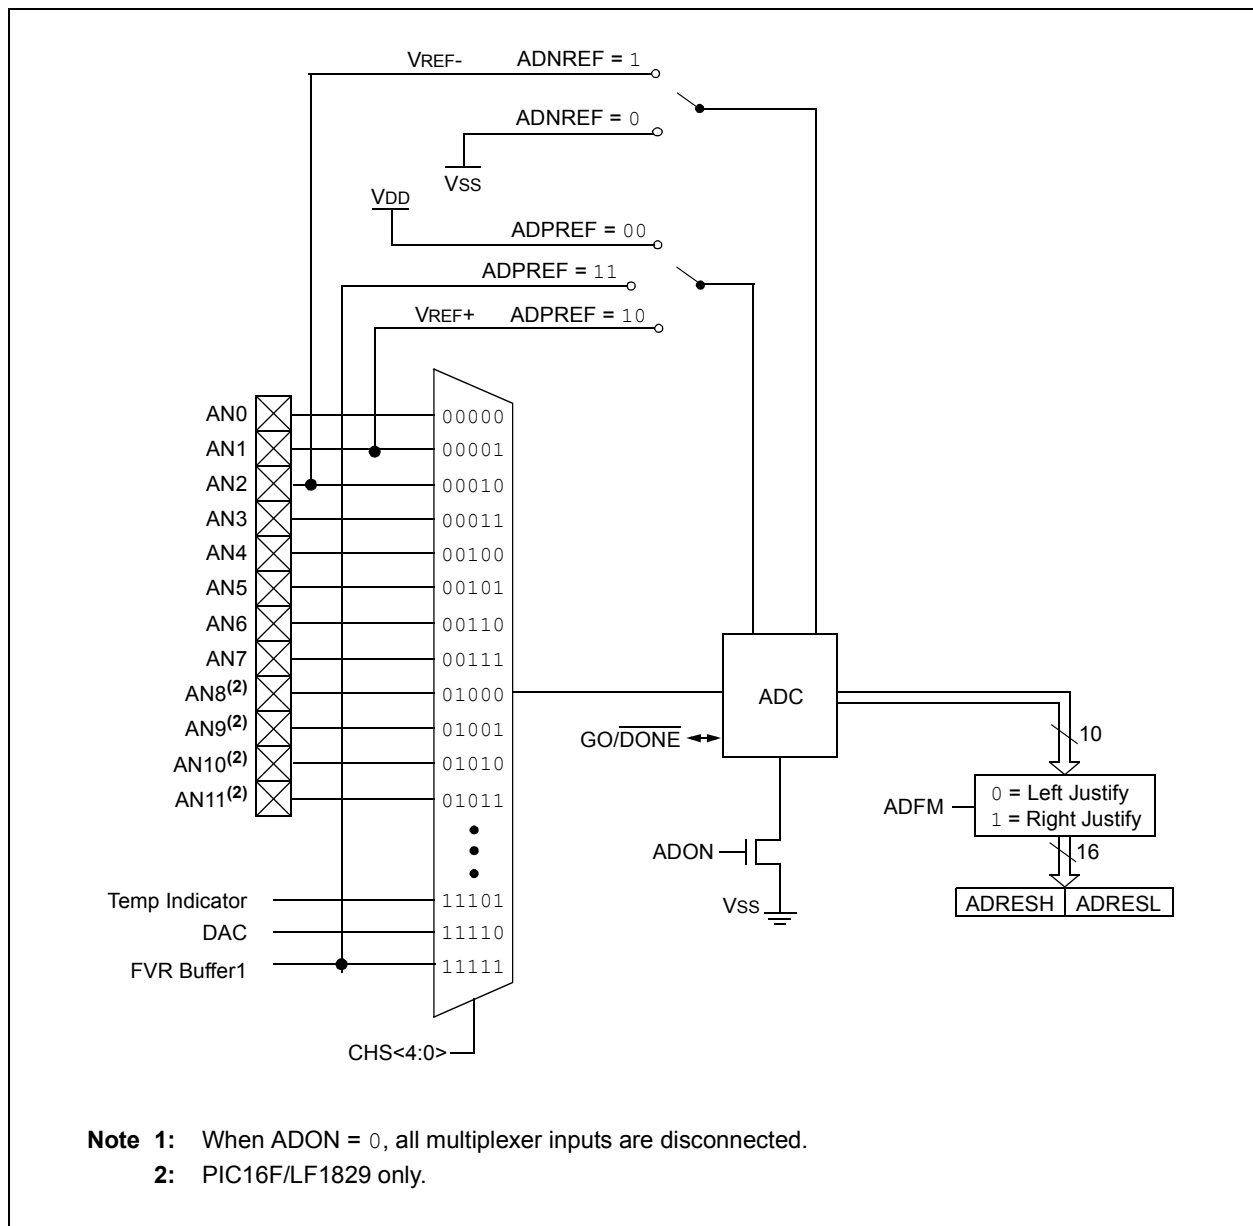 VREF- ADNREF = 1
ADNREF = 0
VSS
VDD
ADPREF = 00
ADPREF = 11
VREF+ ADPREF = 10
AN0 00000
AN1 00001
AN2 00010
AN3 00011
AN4 00100
AN5 00101
AN6 00110
AN7 00111
AN8(2) 01000
AN9(2) 01001
AN10(2) 01010
AN11(2) 01011
Temp Indicator 11101
DAC 11110
FVR Buffer1 11111
CHS<4:0>
ADC
GO/DONE
ADON
VSS
10
ADFM
0 = Left Justify
1 = Right Justify
16
ADRESH ADRESL
Note 1: When ADON = 0, all multiplexer inputs are disconnected.
2: PIC16F/LF1829 only.